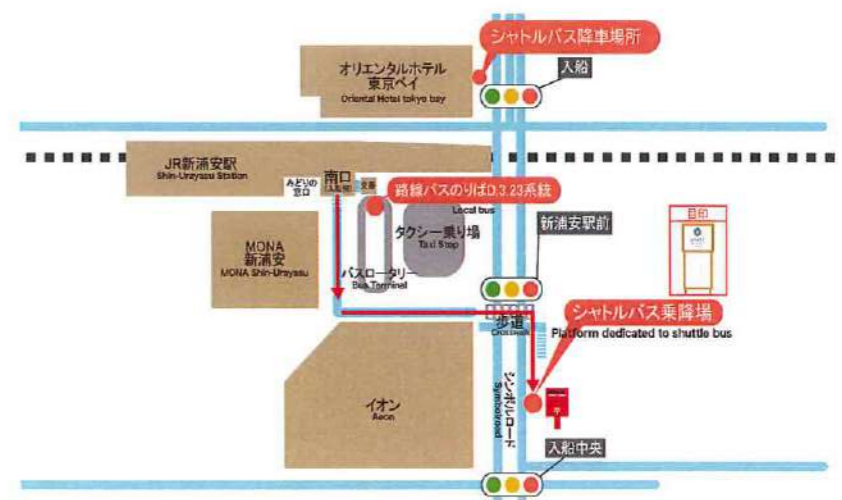 シャトルバス降車場所
オリエンタルホテル
東京ベイ
Oriental Hotel tokyo bay
入船
JR新浦安駅
Shin-Urayasu Station
みどりの
窓口
南口
交番
路線バスのりばD.3.23系統
Local bus
タクシー乗り場
Taxi Stop
新浦安駅前
目印
MONA
新浦安
MONA Shin-Urayasu
バスロータリー
Bus Terminal
シャトルバス乗降場
Platform dedicated to shuttle bus
歩道
Crosswalk
シンボルロード
Symbolroad
イオン
Aeon
入船中央